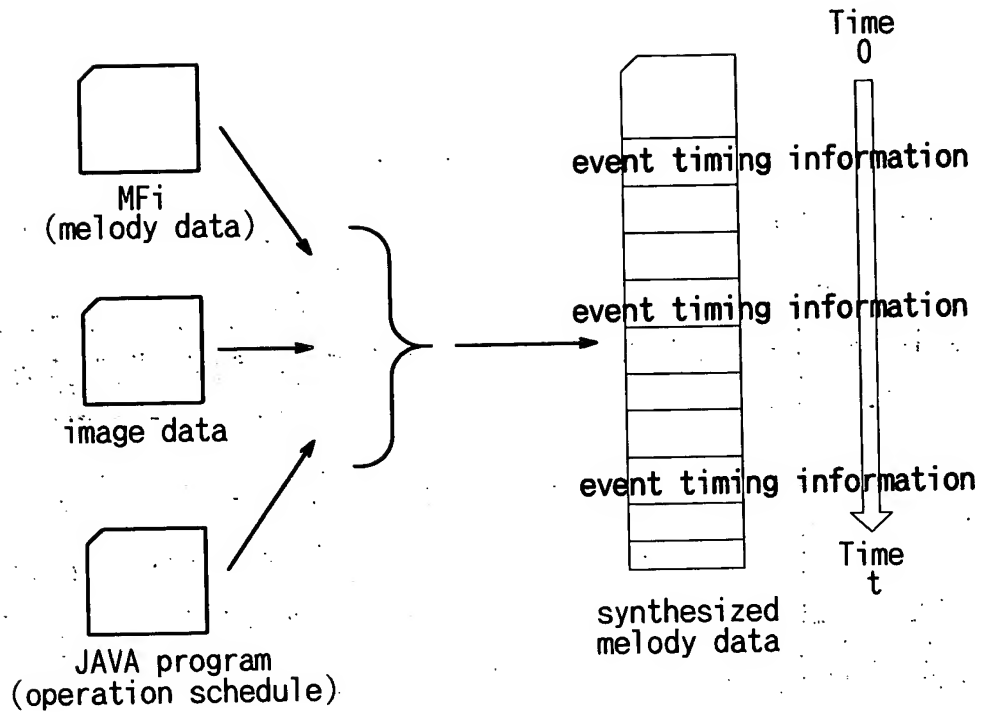 Time
0
MFi
(melody data)
event timing information
event timing information
image data
event timing information
Time
t
synthesized
melody data
JAVA program
(operation schedule)